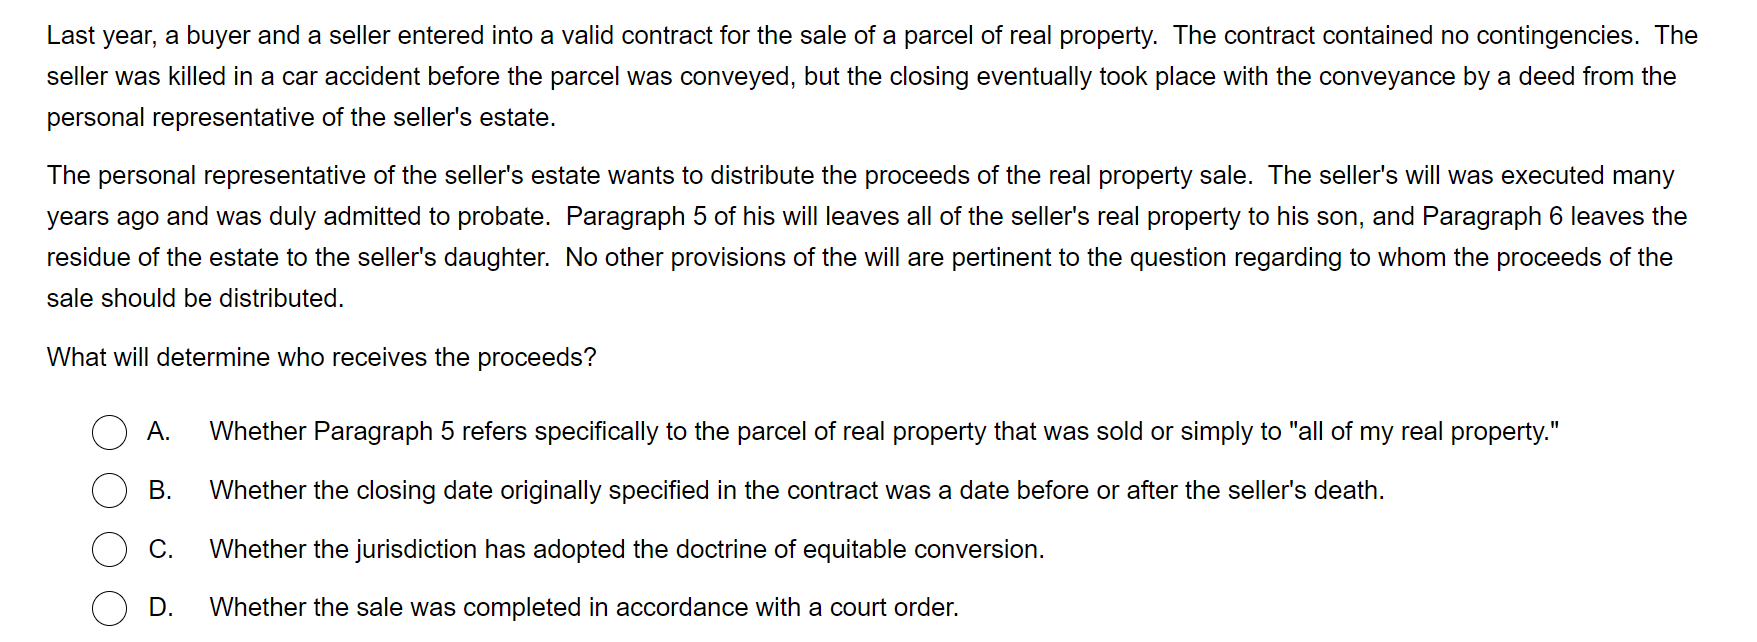 Last year, a buyer and a seller entered into a valid contract for the sale of a parcel of real property.  The contract contained no contingencies.  The
seller was killed in a car accident before the parcel was conveyed, but the closing eventually took place with the conveyance by a deed from the
personal representative of the seller's estate.
The personal representative of the seller's estate wants to distribute the proceeds of the real property sale.  The seller's will was executed many
years ago and was duly admitted to probate.  Paragraph 5 of his will leaves all of the seller's real property to his son, and Paragraph 6 leaves the
residue of the estate to the seller's daughter.  No other provisions of the will are pertinent to the question regarding to whom the proceeds of the
sale should be distributed.
What will determine who receives the proceeds?
A. Whether Paragraph 5 refers specifically to the parcel of real property that was sold or simply to "all of my real property."
B. Whether the closing date originally specified in the contract was a date before or after the seller's death.
C. Whether the jurisdiction has adopted the doctrine of equitable conversion.
D. Whether the sale was completed in accordance with a court order.